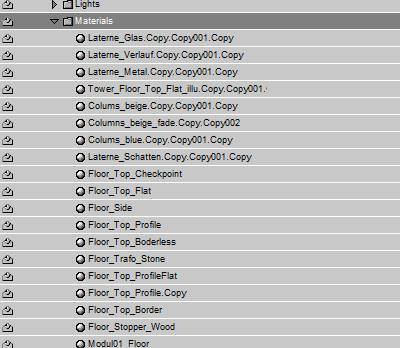 Lights
Materials
Laterne_Glas.Copy.Copy001.Copy
Laterne_Verlauf.Copy.Copy001.Copy
Laterne_Metal.Copy.Copy001.Copy
Tower_Floor_Top_Flat_illu.Copy.Copy001.
Colums_beige.Copy.Copy001.Copy
Columns_beige_fade.Copy.Copy002
Colums_blue.Copy.Copy001.Copy
Laterne_Schatten.Copy.Copy001.Copy
Floor_Top_Checkpoint
Floor_Top_Flat
Floor_Side
Floor_Top_Profile
Floor_Top_Boderless
Floor_Trafo_Stone
Floor_Top_ProfileFlat
Floor_Top_Profile.Copy
Floor_Top_Border
Floor_Stopper_Wood
Modul01_Floor